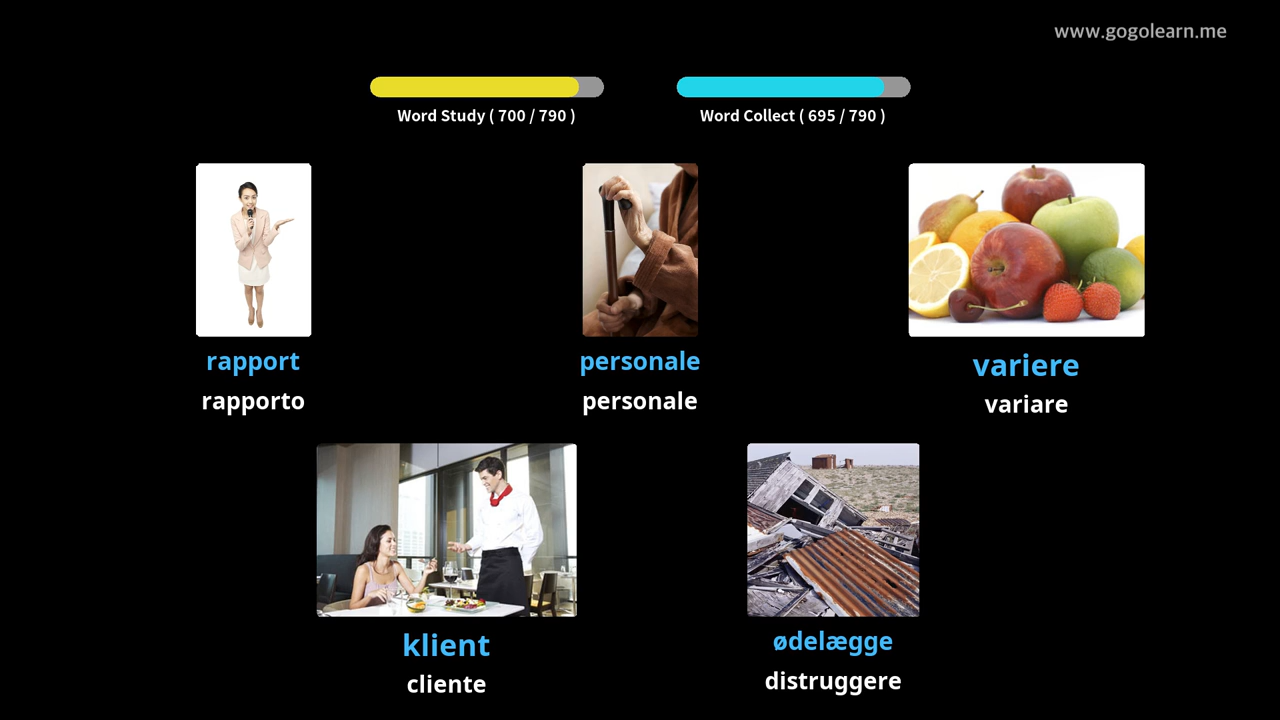 www.gogolearn.me
Word Study ( 700 / 790 )
Word Collect ( 695 / 790 )
rapport
rapporto
personale
personale
variere
variare
klient
cliente
ødelægge
distruggere